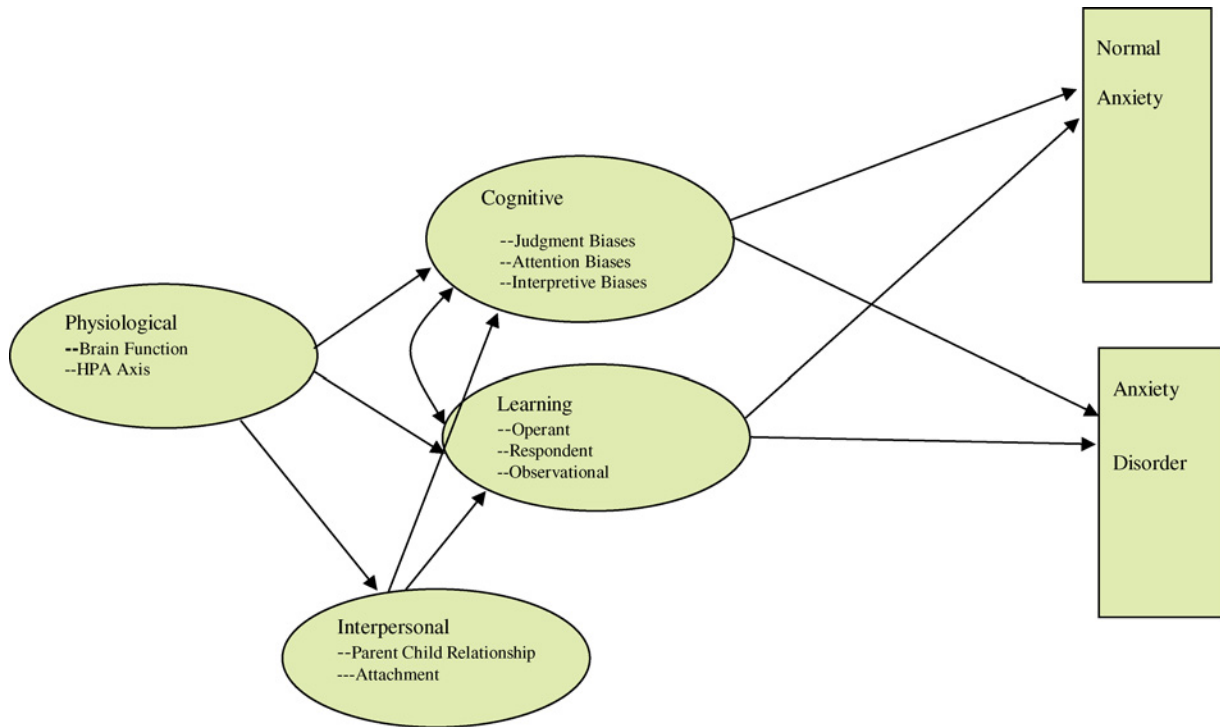 Normal
Anxiety
Cognitive
--Judgment Biases
--Attention Biases
--Interpretive Biases
Physiological
--Brain Function
--HPA Axis
Learning
--Operant
--Respondent
--Observational
Anxiety
Disorder
Interpersonal
--Parent Child Relationship
---Attachment